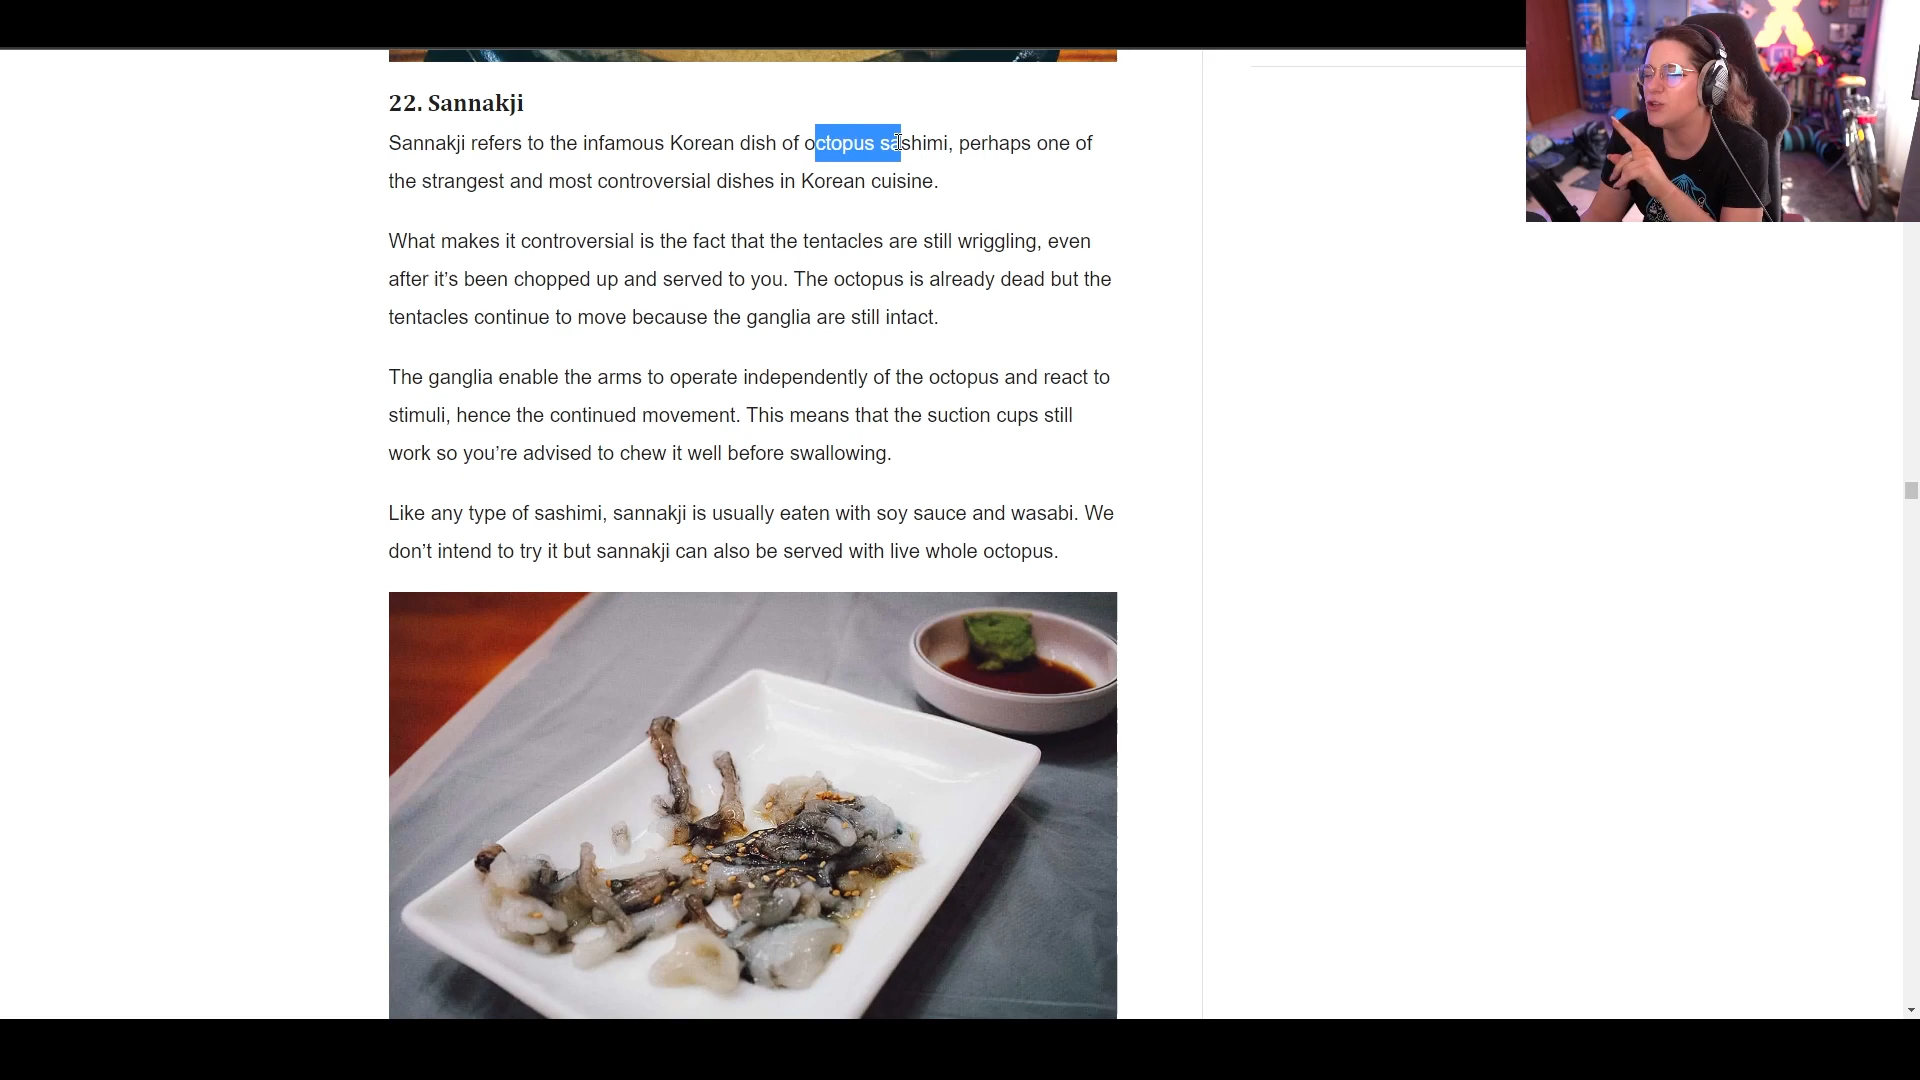 22. Sannakji
Sannakji refers to the infamous Korean dish of octopus sashimi, perhaps one of
the strangest and most controversial dishes in Korean cuisine.
What makes it controversial is the fact that the tentacles are still wriggling, even
after it’s been chopped up and served to you. The octopus is already dead but the
tentacles continue to move because the ganglia are still intact.
The ganglia enable the arms to operate independently of the octopus and react to
stimuli, hence the continued movement. This means that the suction cups still
work so you’re advised to chew it well before swallowing.
Like any type of sashimi, sannakji is usually eaten with soy sauce and wasabi. We
don’t intend to try it but sannakji can also be served with live whole octopus.